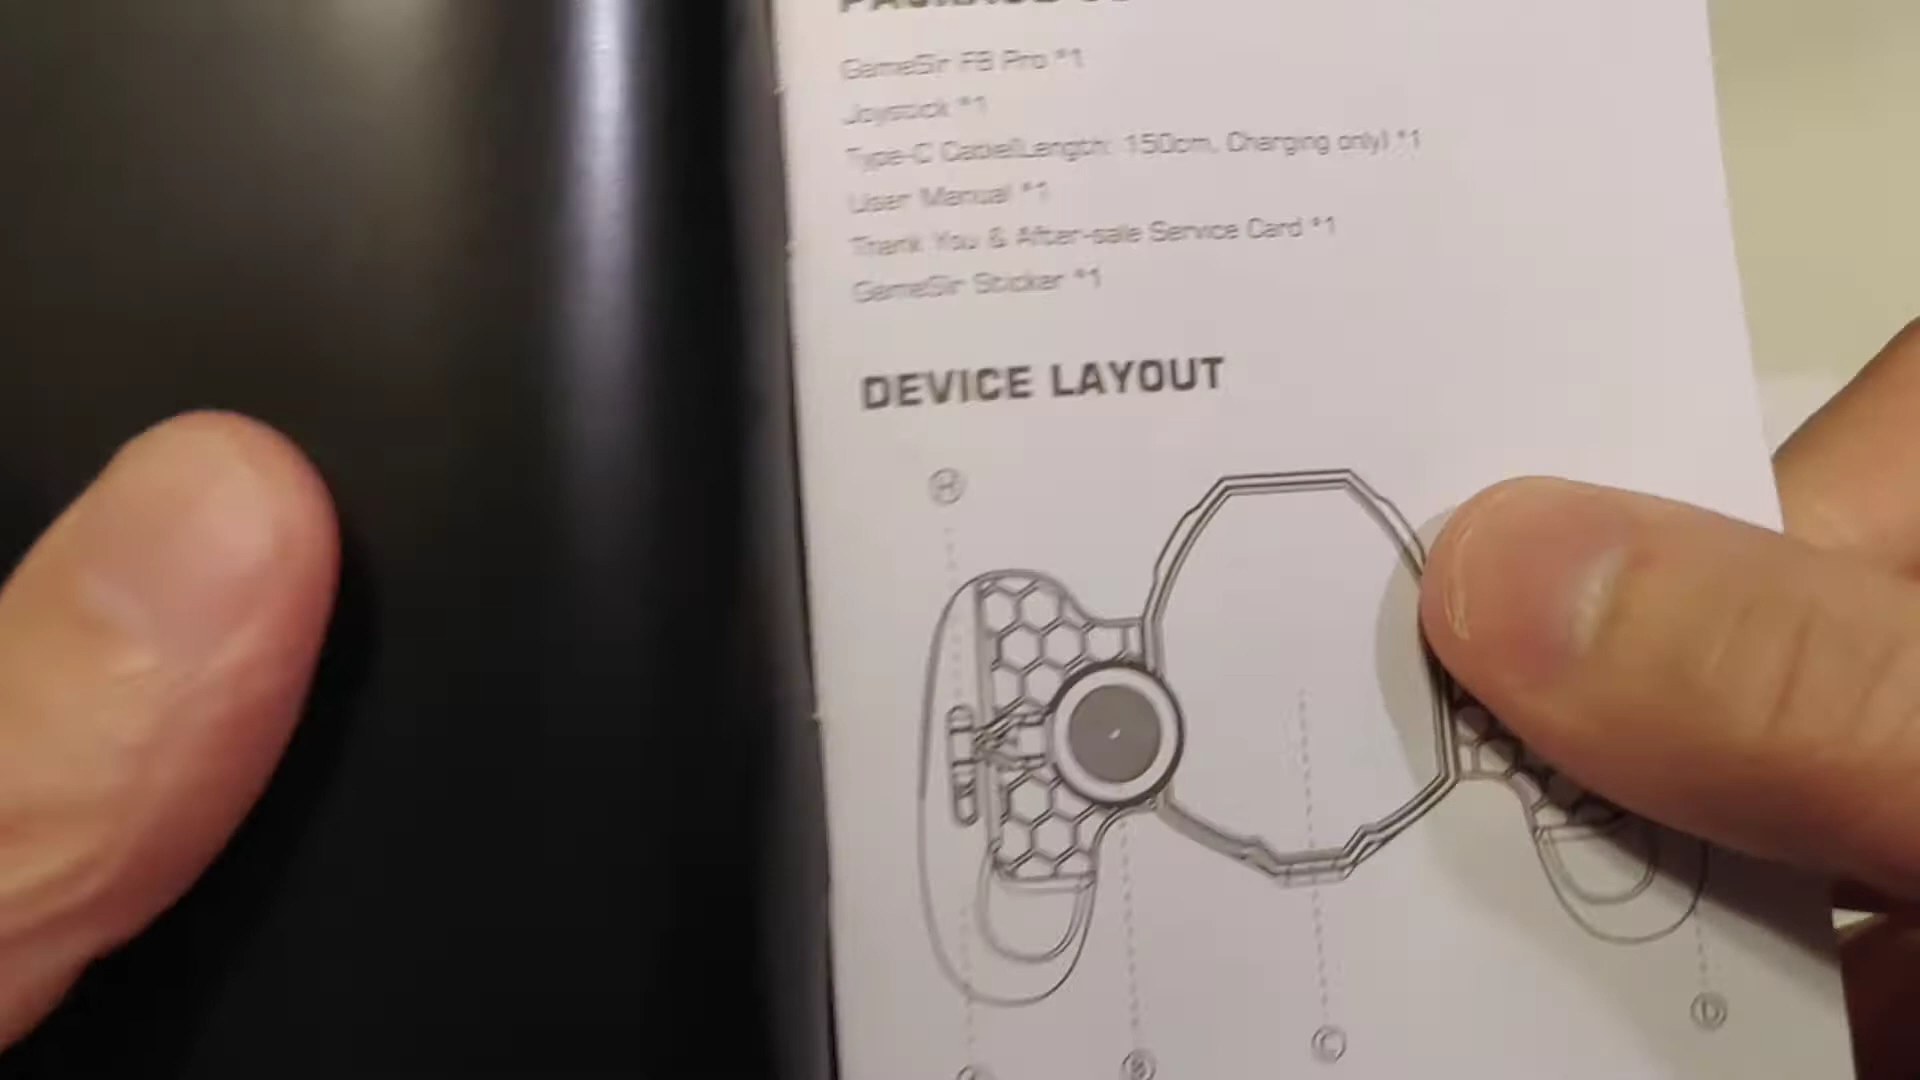 GameSir F8 Pro *1
Joystick *1
Type-C Cable(Length: 150cm, Charging only) *1
User Manual *1
Thank You & After-sale Service Card *1
GameSir Sticker *1
DEVICE LAYOUT
H
B
C
D